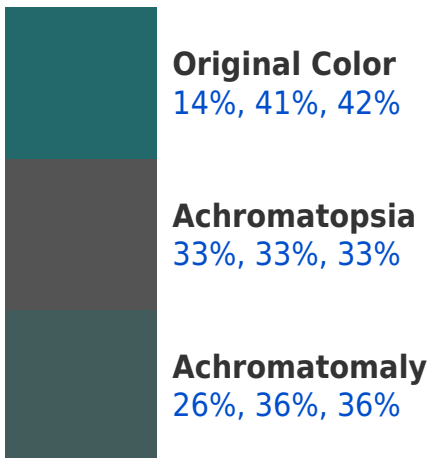 Original Color
14%, 41%, 42%
Achromatopsia
33%, 33%, 33%
Achromatomaly
26%, 36%, 36%